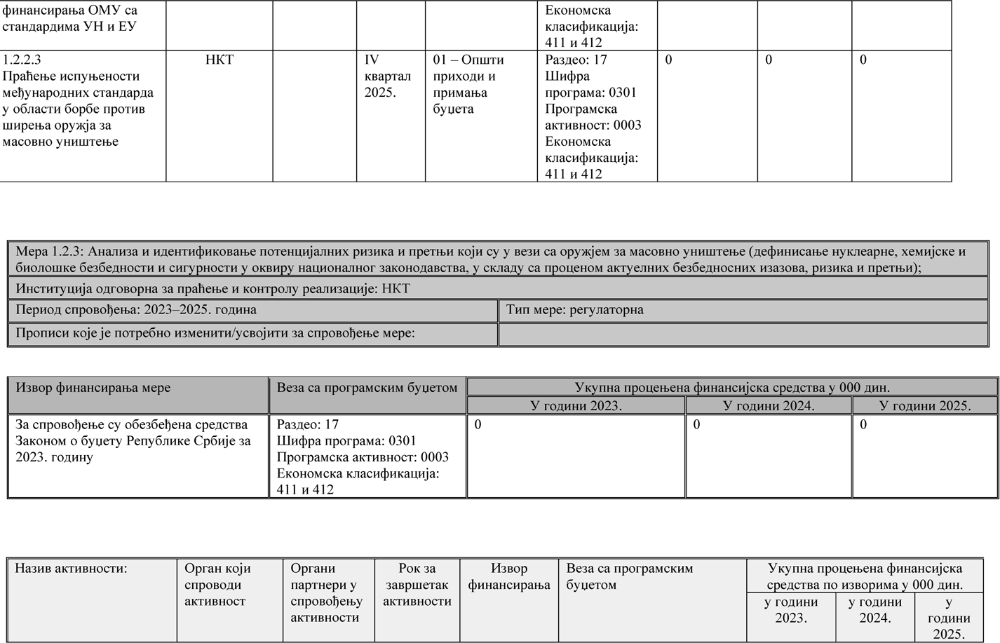 финансирања ОМУ са
стандардима УН и ЕУ
Економска
класификација:
411 и 412
1.2.2.3
Праћење испуњености
међународних стандарда
у области борбе против
ширења оружја за
масовно уништење
НКТ
IV
квартал
2025.
01 – Општи
приходи и
примања
буџета
Раздео: 17
Шифра
програма: 0301
Програмска
активност: 0003
Економска
класификација:
411 и 412
0
0
0
Мера 1.2.3: Анализа и идентификовање потенцијалних ризика и претњи који су у вези са оружјем за масовно уништење (дефинисање нуклеарне, хемијске и
биолошке безбедности и сигурности у оквиру националног законодавства, у складу са проценом актуелних безбедносних изазова, ризика и претњи);
Институција одговорна за праћење и контролу реализације: НКТ
Период спровођења: 2023–2025. година
Тип мере: регулаторна
Прописи које је потребно изменити/усвојити за спровођење мере:
Извор финансирања мере
Веза са програмским буџетом
Укупна процењена финансијска средства у 000 дин.
У години 2023.
У години 2024.
У години 2025.
За спровођење су обезбеђена средства
Законом о буџету Републике Србије за
2023. годину
Раздео: 17
Шифра програма: 0301
Програмска активност: 0003
Економска класификација:
411 и 412
0
0
0
Назив активности:
Орган који
спроводи
активност
Органи
партнери у
спровођењу
активности
Рок за
завршетак
активности
Извор
финансирања
Веза са програмским
буџетом
Укупна процењена финансијска
средства по изворима у 000 дин.
у години
2023.
у години
2024.
у
години
2025.